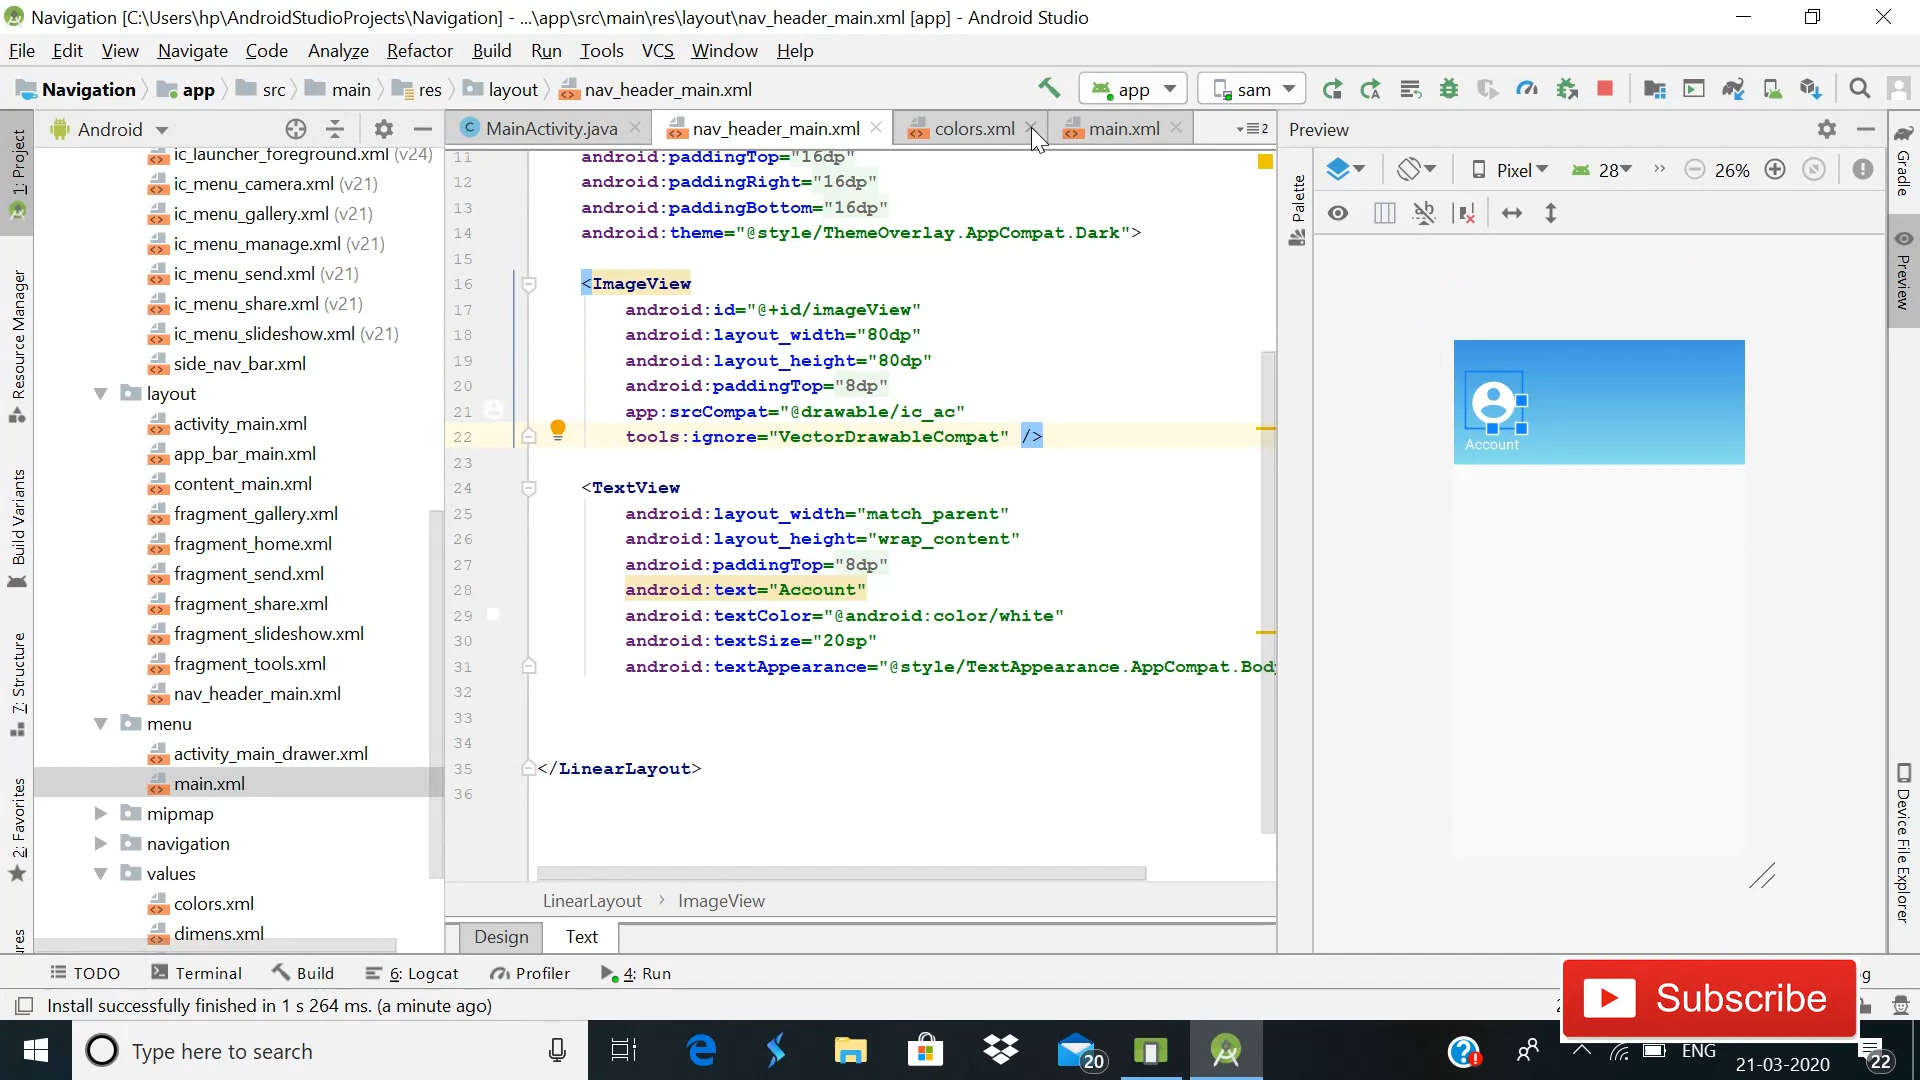 Navigation [C:\Users\hp\AndroidStudioProjects\Navigation] - ...\app\src\main\res\layout\nav_header_main.xml [app] - Android Studio
File Edit View Navigate Code Analyze Refactor Build Run Tools VCS Window Help
Navigation app src main res layout nav_header_main.xml app sam
Android
MainActivity.java nav_header_main.xml colors.xml main.xml 2
Preview
1: Project
Resource Manager
Build Variants
7: Structure
2: Favorites
ic_launcher_foreground.xml (v24)
ic_menu_camera.xml (v21)
ic_menu_gallery.xml (v21)
ic_menu_manage.xml (v21)
ic_menu_send.xml (v21)
ic_menu_share.xml (v21)
ic_menu_slideshow.xml (v21)
side_nav_bar.xml
layout
activity_main.xml
app_bar_main.xml
content_main.xml
fragment_gallery.xml
fragment_home.xml
fragment_send.xml
fragment_share.xml
fragment_slideshow.xml
fragment_tools.xml
nav_header_main.xml
menu
activity_main_drawer.xml
main.xml
mipmap
navigation
values
colors.xml
dimens.xml
11 android:paddingTop="16dp"
12 android:paddingRight="16dp"
13 android:paddingBottom="16dp"
14 android:theme="@style/ThemeOverlay.AppCompat.Dark">
15
16 <ImageView
17 android:id="@+id/imageView"
18 android:layout_width="80dp"
19 android:layout_height="80dp"
20 android:paddingTop="8dp"
21 app:srcCompat="@drawable/ic_ac"
22 tools:ignore="VectorDrawableCompat" />
23
24 <TextView
25 android:layout_width="match_parent"
26 android:layout_height="wrap_content"
27 android:paddingTop="8dp"
28 android:text="Account"
29 android:textColor="@android:color/white"
30 android:textSize="20sp"
31 android:textAppearance="@style/TextAppearance.AppCompat.Body
32
33
34
35 </LinearLayout>
36
LinearLayout ImageView
Design Text
Palette
Pixel 28 26%
Account
Gradle
Preview
Device File Explorer
TODO Terminal Build 6: Logcat Profiler 4: Run
Install successfully finished in 1 s 264 ms. (a minute ago)
Subscribe
Type here to search
20
ENG
21-03-2020
22